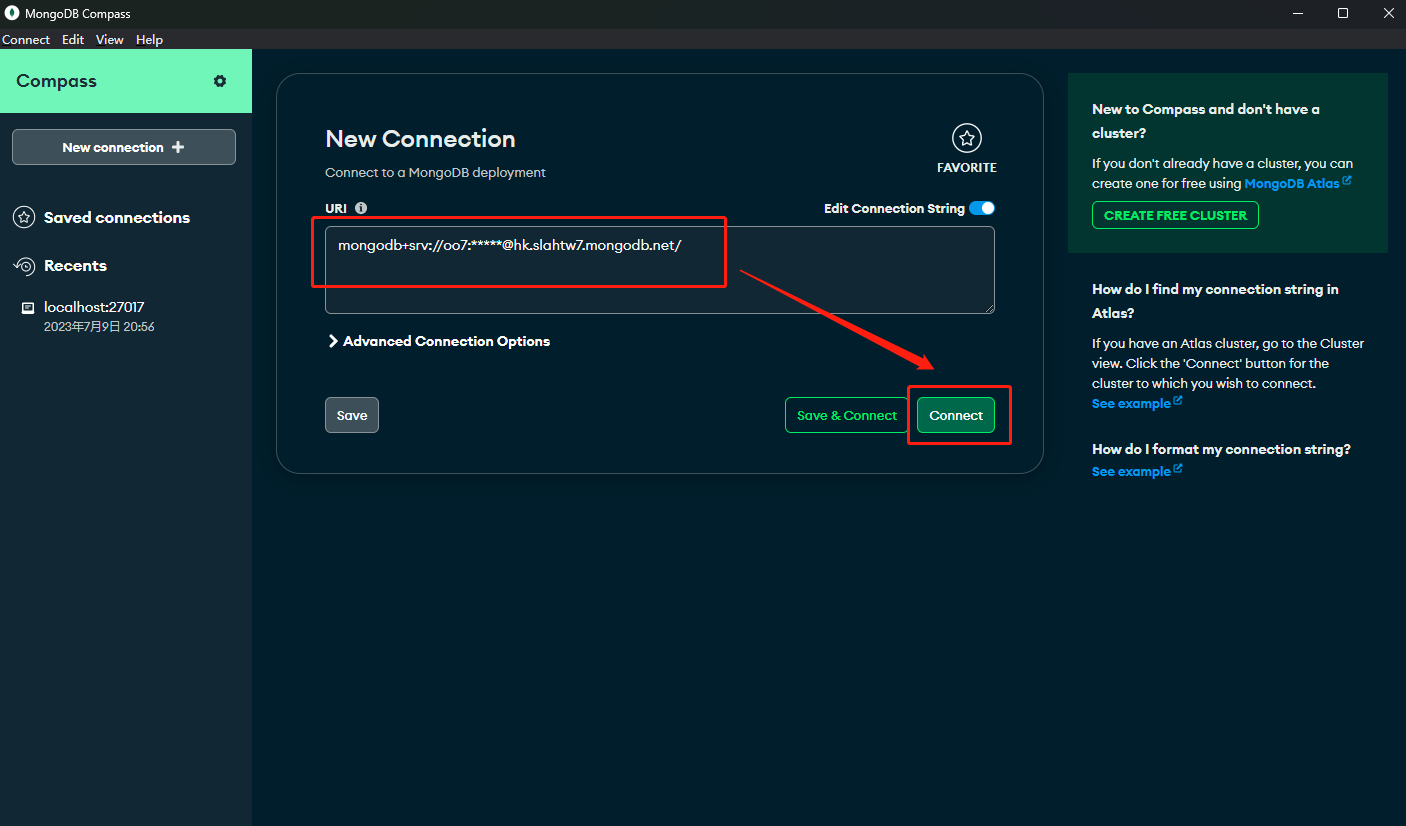 MongoDB Compass
Connect Edit View Help
Compass
New connection
Saved connections
Recents
localhost:27017
2023年7月9日 20:56
New Connection
Connect to a MongoDB deployment
FAVORITE
URI
Edit Connection String
mongodb+srv://oo7:*****@hk.slahtw7.mongodb.net/
Advanced Connection Options
Save
Save & Connect
Connect
New to Compass and don't have a
cluster?
If you don't already have a cluster, you can
create one for free using MongoDB Atlas
CREATE FREE CLUSTER
How do I find my connection string in
Atlas?
If you have an Atlas cluster, go to the Cluster
view. Click the 'Connect' button for the
cluster to which you wish to connect.
See example
How do I format my connection string?
See example